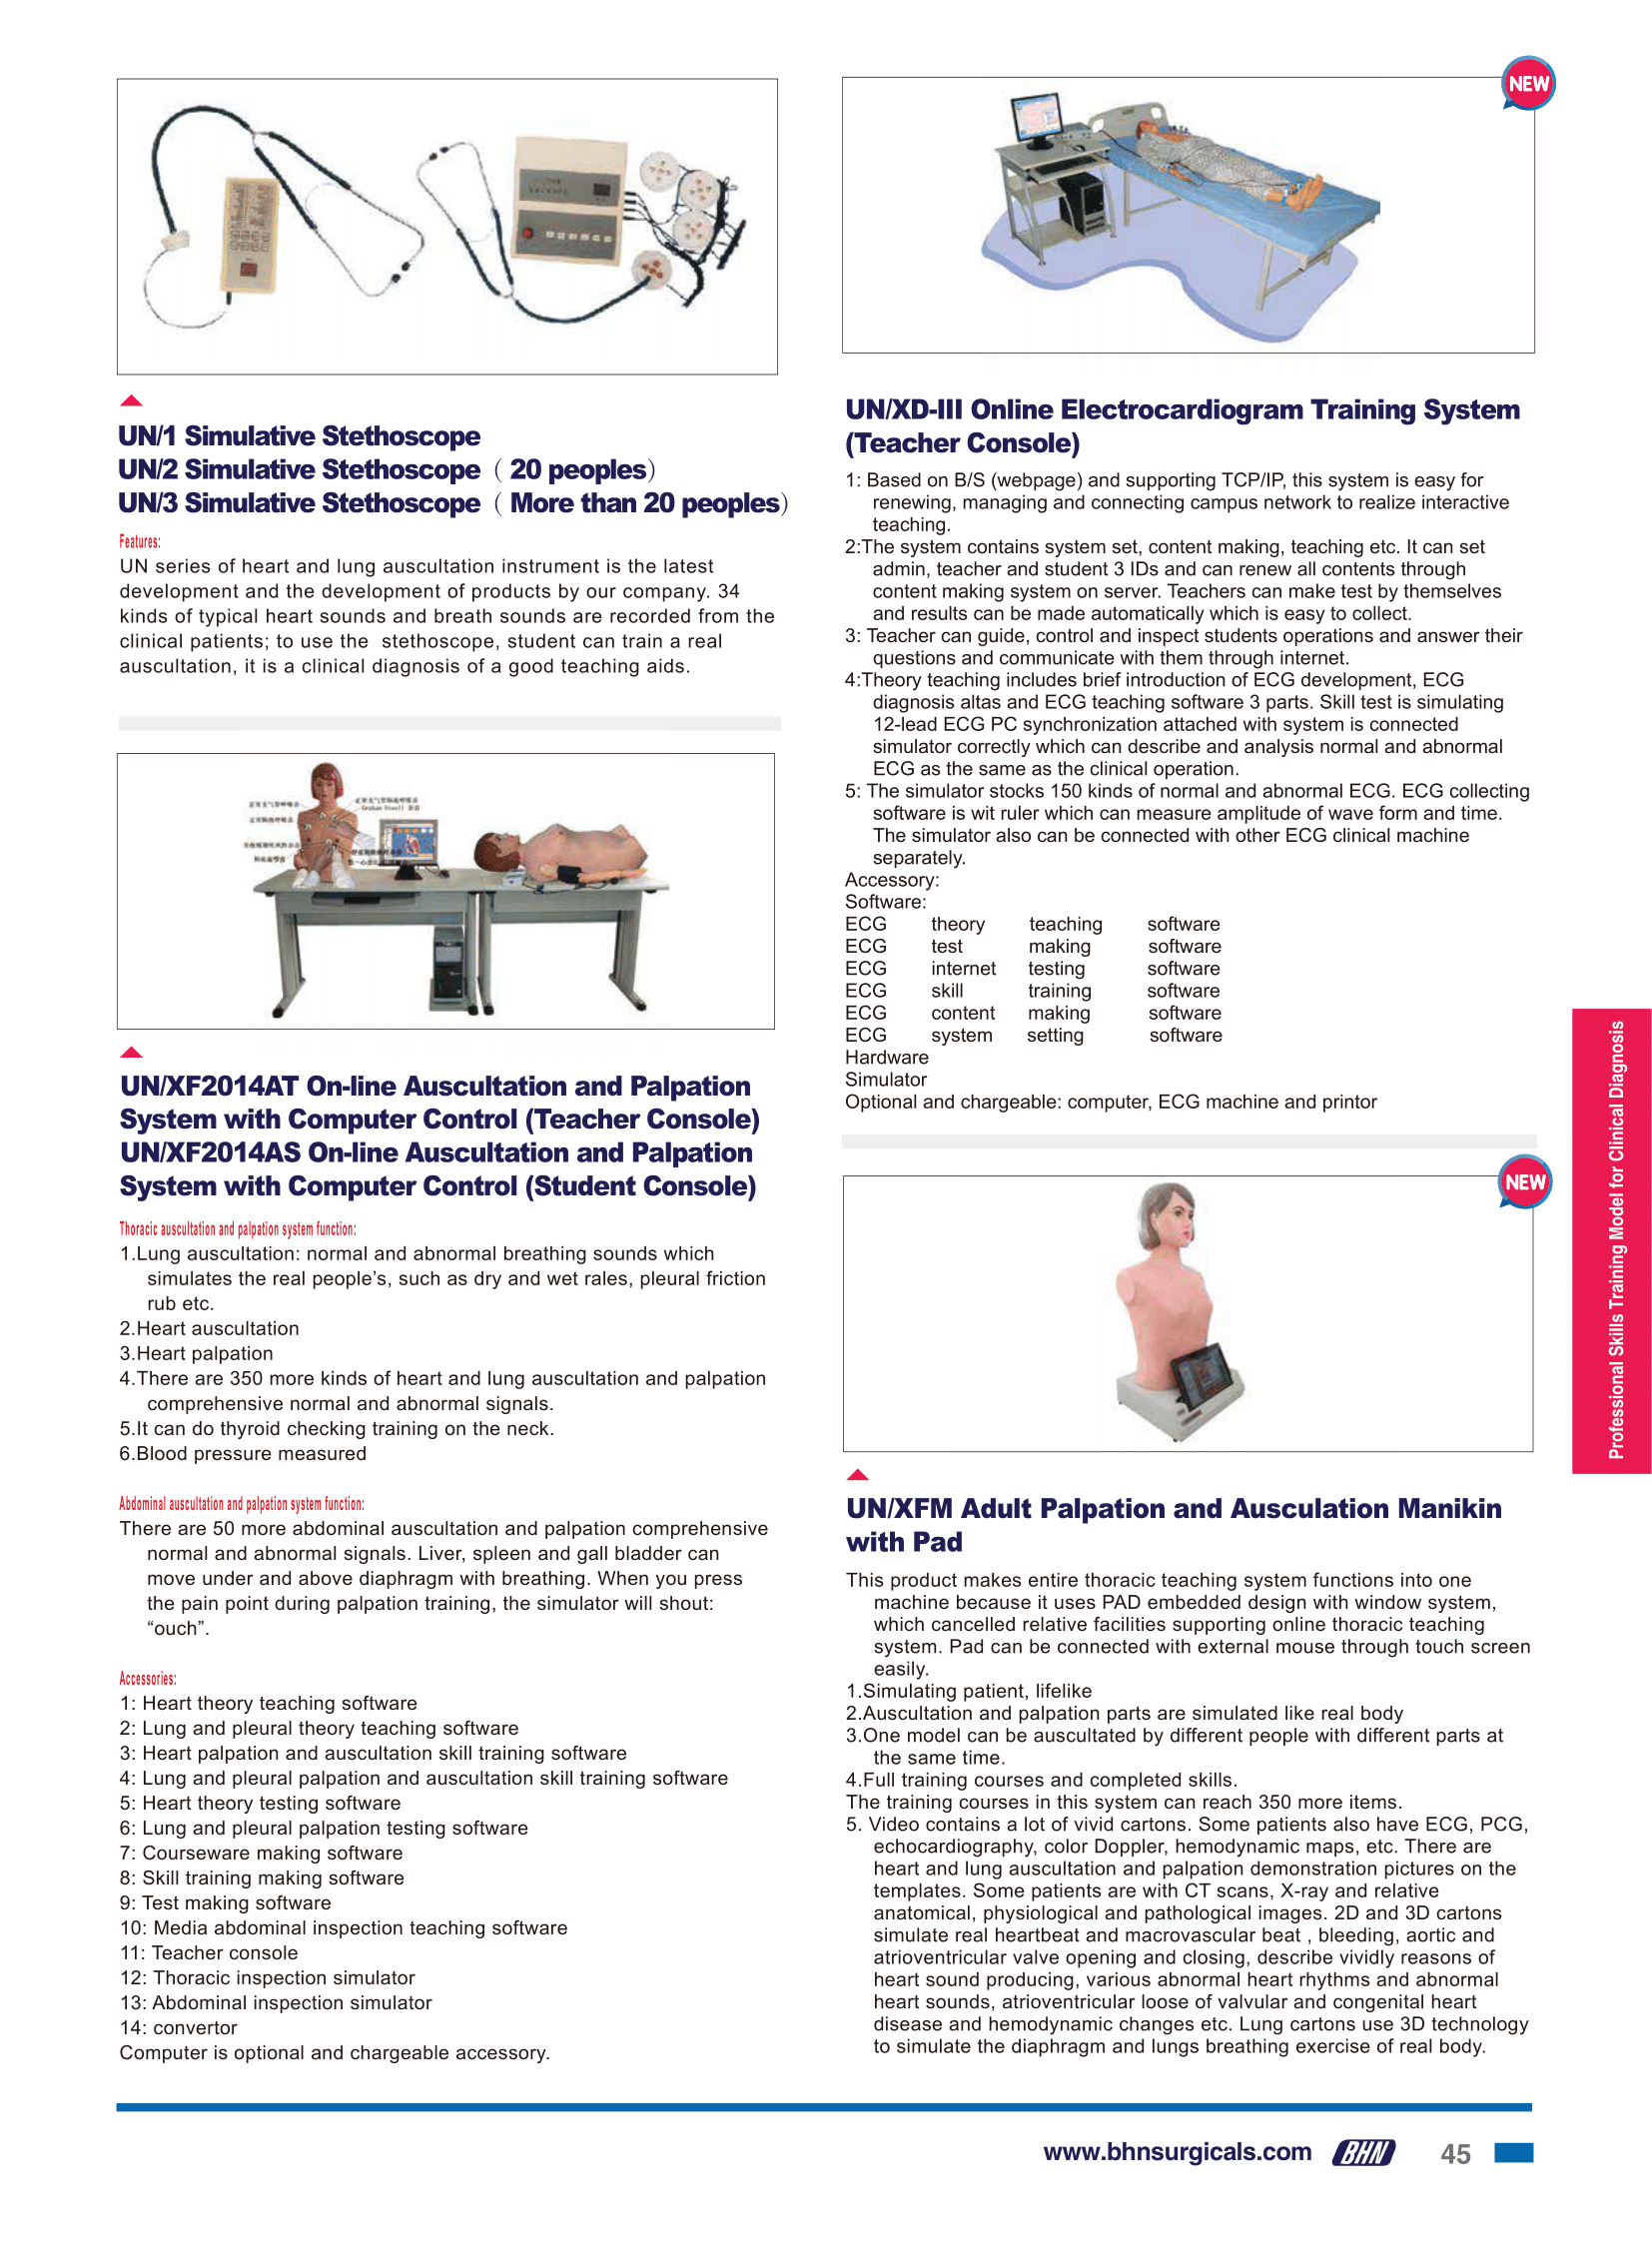 UN/1 Simulative Stethoscope
UN/2 Simulative Stethoscope（ 20 peoples）
UN/3 Simulative Stethoscope（ More than 20 peoples）
Features:
UN series of heart and lung auscultation instrument is the latest
development and the development of products by our company. 34
kinds of typical heart sounds and breath sounds are recorded from the
clinical patients; to use the stethoscope, student can train a real
auscultation, it is a clinical diagnosis of a good teaching aids.
UN/XF2014AT On-line Auscultation and Palpation
System with Computer Control (Teacher Console)
UN/XF2014AS On-line Auscultation and Palpation
System with Computer Control (Student Console)
Thoracic auscultation and palpation system function:
1.Lung auscultation: normal and abnormal breathing sounds which
simulates the real people’s, such as dry and wet rales, pleural friction
rub etc.
2.Heart auscultation
3.Heart palpation
4.There are 350 more kinds of heart and lung auscultation and palpation
comprehensive normal and abnormal signals.
5.It can do thyroid checking training on the neck.
6.Blood pressure measured
Abdominal auscultation and palpation system function:
There are 50 more abdominal auscultation and palpation comprehensive
normal and abnormal signals. Liver, spleen and gall bladder can
move under and above diaphragm with breathing. When you press
the pain point during palpation training, the simulator will shout:
“ouch”.
Accessories:
1: Heart theory teaching software
2: Lung and pleural theory teaching software
3: Heart palpation and auscultation skill training software
4: Lung and pleural palpation and auscultation skill training software
5: Heart theory testing software
6: Lung and pleural palpation testing software
7: Courseware making software
8: Skill training making software
9: Test making software
10: Media abdominal inspection teaching software
11: Teacher console
12: Thoracic inspection simulator
13: Abdominal inspection simulator
14: convertor
Computer is optional and chargeable accessory.
NEW
UN/XD-III Online Electrocardiogram Training System
(Teacher Console)
1: Based on B/S (webpage) and supporting TCP/IP, this system is easy for
renewing, managing and connecting campus network to realize interactive
teaching.
2:The system contains system set, content making, teaching etc. It can set
admin, teacher and student 3 IDs and can renew all contents through
content making system on server. Teachers can make test by themselves
and results can be made automatically which is easy to collect.
3: Teacher can guide, control and inspect students operations and answer their
questions and communicate with them through internet.
4:Theory teaching includes brief introduction of ECG development, ECG
diagnosis altas and ECG teaching software 3 parts. Skill test is simulating
12-lead ECG PC synchronization attached with system is connected
simulator correctly which can describe and analysis normal and abnormal
ECG as the same as the clinical operation.
5: The simulator stocks 150 kinds of normal and abnormal ECG. ECG collecting
software is wit ruler which can measure amplitude of wave form and time.
The simulator also can be connected with other ECG clinical machine
separately.
Accessory:
Software:
ECG theory teaching software
ECG test making software
ECG internet testing software
ECG skill training software
ECG content making software
ECG system setting software
Hardware
Simulator
Optional and chargeable: computer, ECG machine and printor
NEW
UN/XFM Adult Palpation and Ausculation Manikin
with Pad
This product makes entire thoracic teaching system functions into one
machine because it uses PAD embedded design with window system,
which cancelled relative facilities supporting online thoracic teaching
system. Pad can be connected with external mouse through touch screen
easily.
1.Simulating patient, lifelike
2.Auscultation and palpation parts are simulated like real body
3.One model can be auscultated by different people with different parts at
the same time.
4.Full training courses and completed skills.
The training courses in this system can reach 350 more items.
5. Video contains a lot of vivid cartons. Some patients also have ECG, PCG,
echocardiography, color Doppler, hemodynamic maps, etc. There are
heart and lung auscultation and palpation demonstration pictures on the
templates. Some patients are with CT scans, X-ray and relative
anatomical, physiological and pathological images. 2D and 3D cartons
simulate real heartbeat and macrovascular beat , bleeding, aortic and
atrioventricular valve opening and closing, describe vividly reasons of
heart sound producing, various abnormal heart rhythms and abnormal
heart sounds, atrioventricular loose of valvular and congenital heart
disease and hemodynamic changes etc. Lung cartons use 3D technology
to simulate the diaphragm and lungs breathing exercise of real body.
Professional Skills Training Model for Clinical Diagnosis
www.bhnsurgicals.com BHN 45